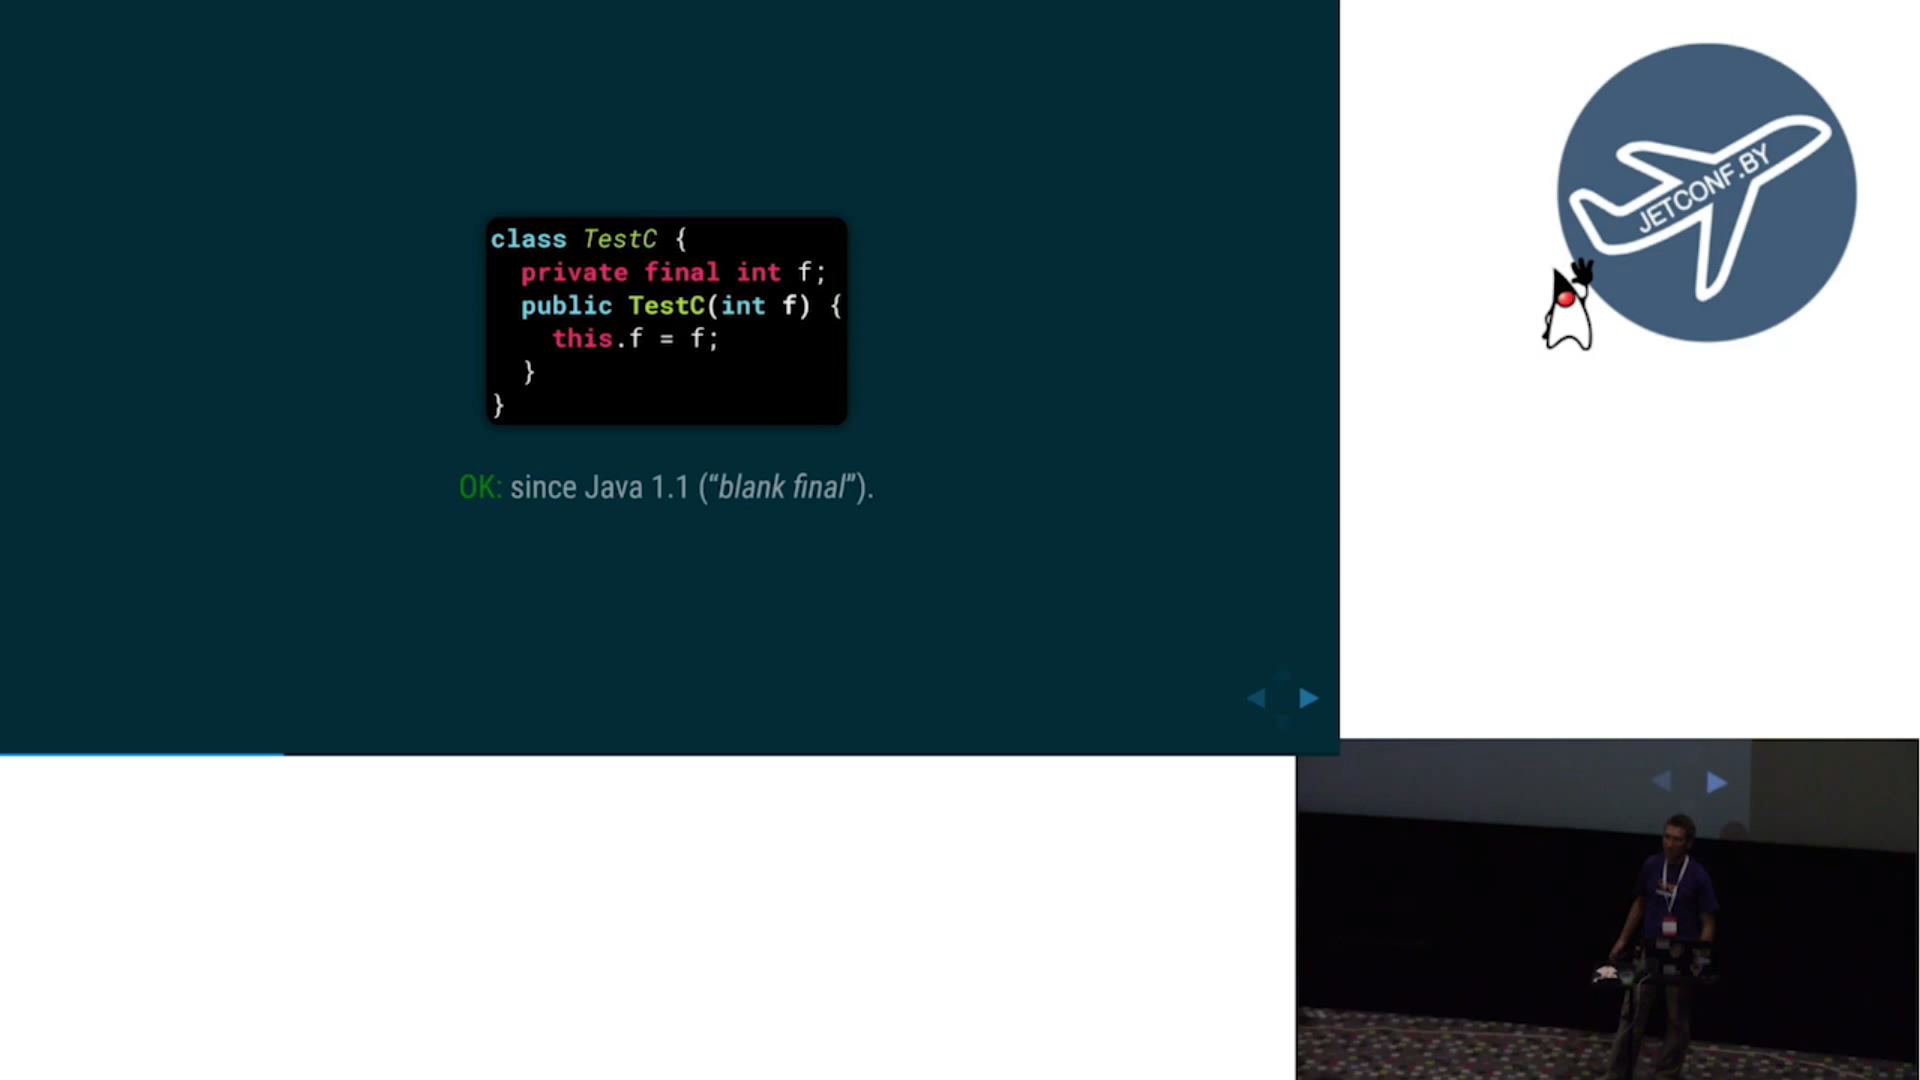 class TestC {
private final int f;
public TestC(int f) {
this.f = f;
}
}
OK: since Java 1.1 (“blank final”).
JETCONF.BY